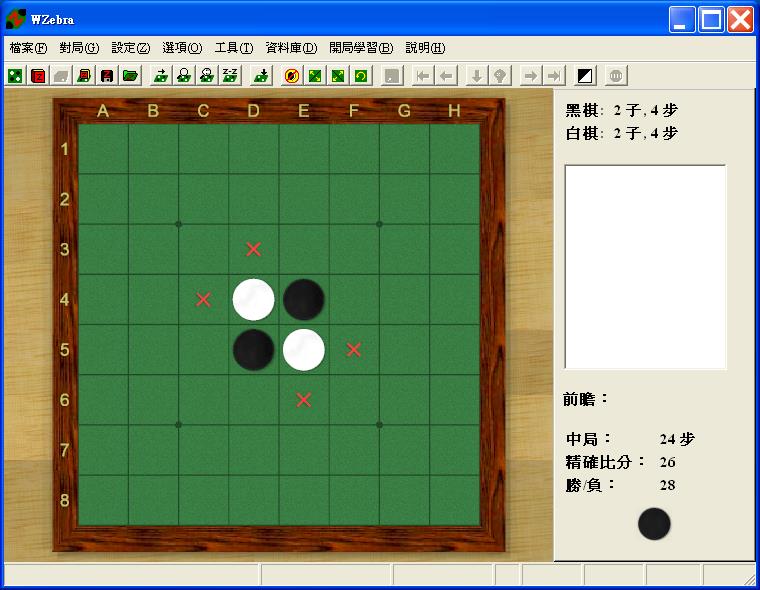 WZebra
檔案(F) 對局(G) 設定(Z) 選項(O) 工具(T) 資料庫(D) 開局學習(B) 說明(H)
A B C D E F G H
1
2
3
4
5
6
7
8
黑棋: 2 子, 4 步
白棋: 2 子, 4 步
前瞻：
中局： 24 步
精確比分： 26
勝/負： 28